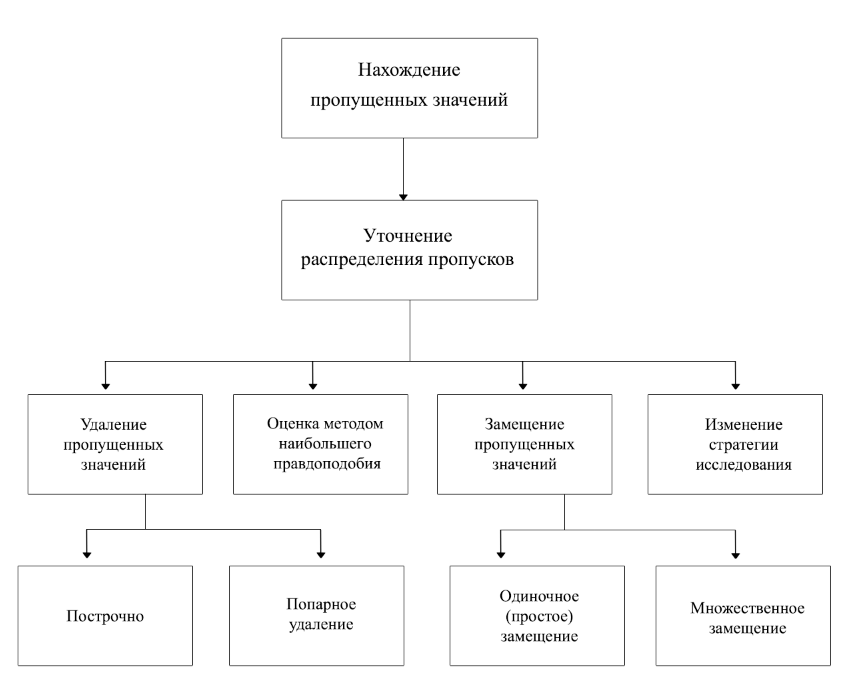 Нахождение
пропущенных значений
Уточнение
распределения пропусков
Удаление
пропущенных
значений
Оценка методом
наибольшего
правдоподобия
Замещение
пропущенных
значений
Изменение
стратегии
исследования
Построчно
Попарное
удаление
Одиночное
(простое)
замещение
Множественное
замещение